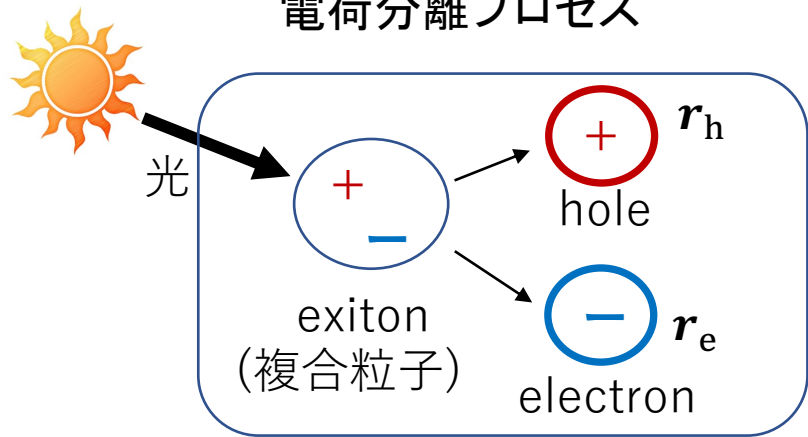 電荷分離プロセス
光
+
−
exiton
(複合粒子)
+
r_h
hole
−
r_e
electron